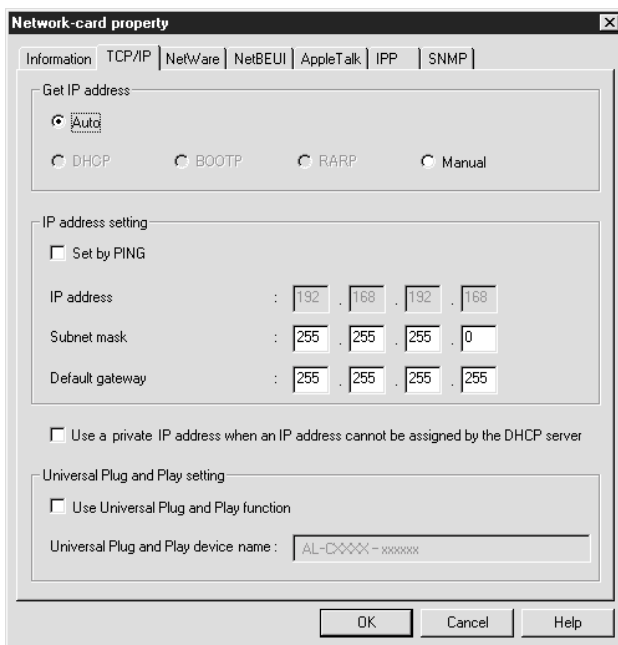 Network-card property
Information TCP/IP NetWare NetBEUI AppleTalk IPP SNMP
Get IP address
Auto
DHCP BOOTP RARP Manual
IP address setting
Set by PING
IP address : 192 . 168 . 192 . 168
Subnet mask : 255 . 255 . 255 . 0
Default gateway : 255 . 255 . 255 . 255
Use a private IP address when an IP address cannot be assigned by the DHCP server
Universal Plug and Play setting
Use Universal Plug and Play function
Universal Plug and Play device name : AL-CXXXX - xxxxxx
OK Cancel Help